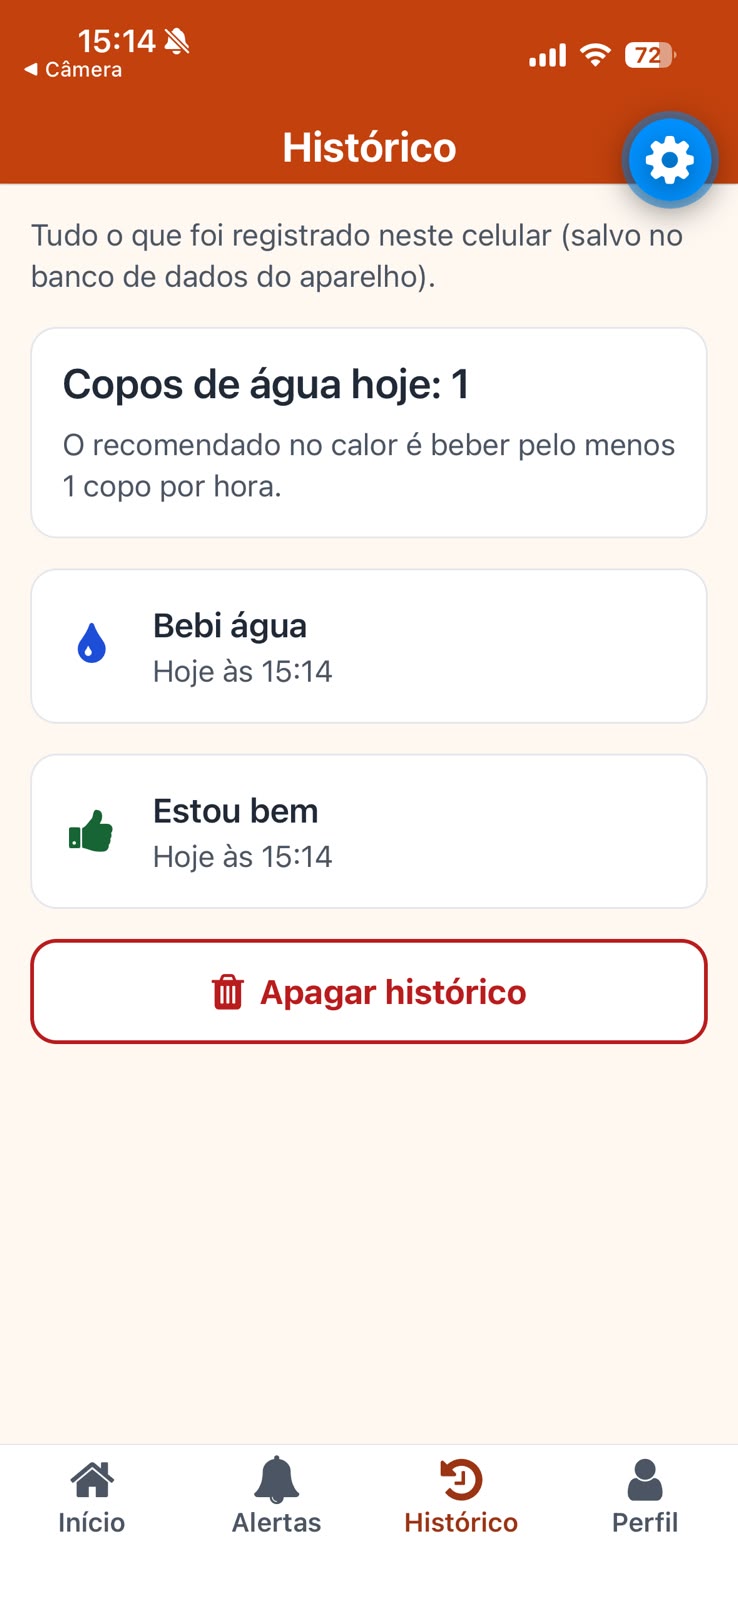 15:14
72
◀ Câmera
Histórico
Tudo o que foi registrado neste celular (salvo no
banco de dados do aparelho).
Copos de água hoje: 1
O recomendado no calor é beber pelo menos
1 copo por hora.
Bebi água
Hoje às 15:14
Estou bem
Hoje às 15:14
Apagar histórico
Início
Alertas
Histórico
Perfil